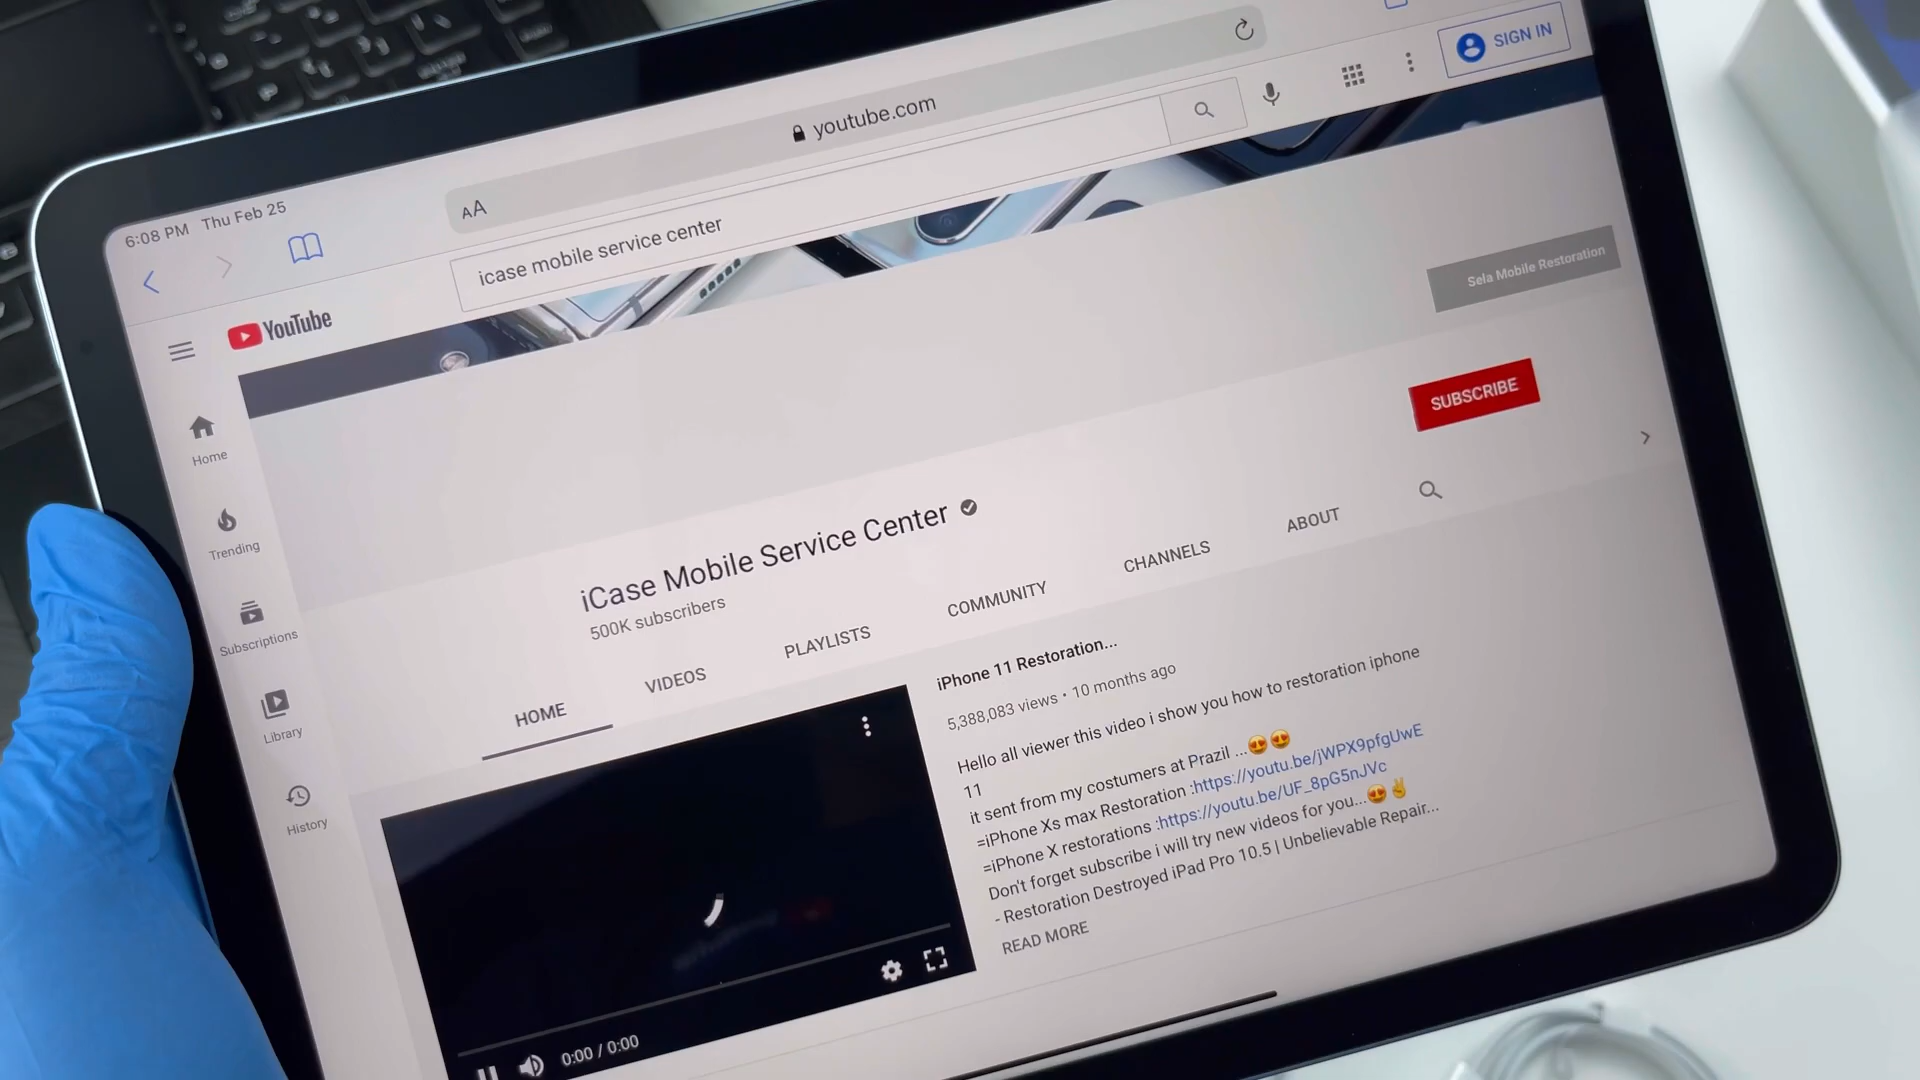 6:08 PM Thu Feb 25
AA
youtube.com
YouTube
icase mobile service center
SIGN IN
Sela Mobile Restoration
Home
Trending
Subscriptions
Library
History
iCase Mobile Service Center
500K subscribers
SUBSCRIBE
HOME
VIDEOS
PLAYLISTS
COMMUNITY
CHANNELS
ABOUT
iPhone 11 Restoration...
5,388,083 views • 10 months ago
Hello all viewer this video i show you how to restoration iphone
11
it sent from my costumers at Prazil ...😍😍
=iPhone Xs max Restoration :https://youtu.be/jWPX9pfgUwE
=iPhone X restorations :https://youtu.be/UF_8pG5nJVc
Don't forget subscribe i will try new videos for you...😍✌
- Restoration Destroyed iPad Pro 10.5 | Unbelievable Repair...
READ MORE
0:00 / 0:00